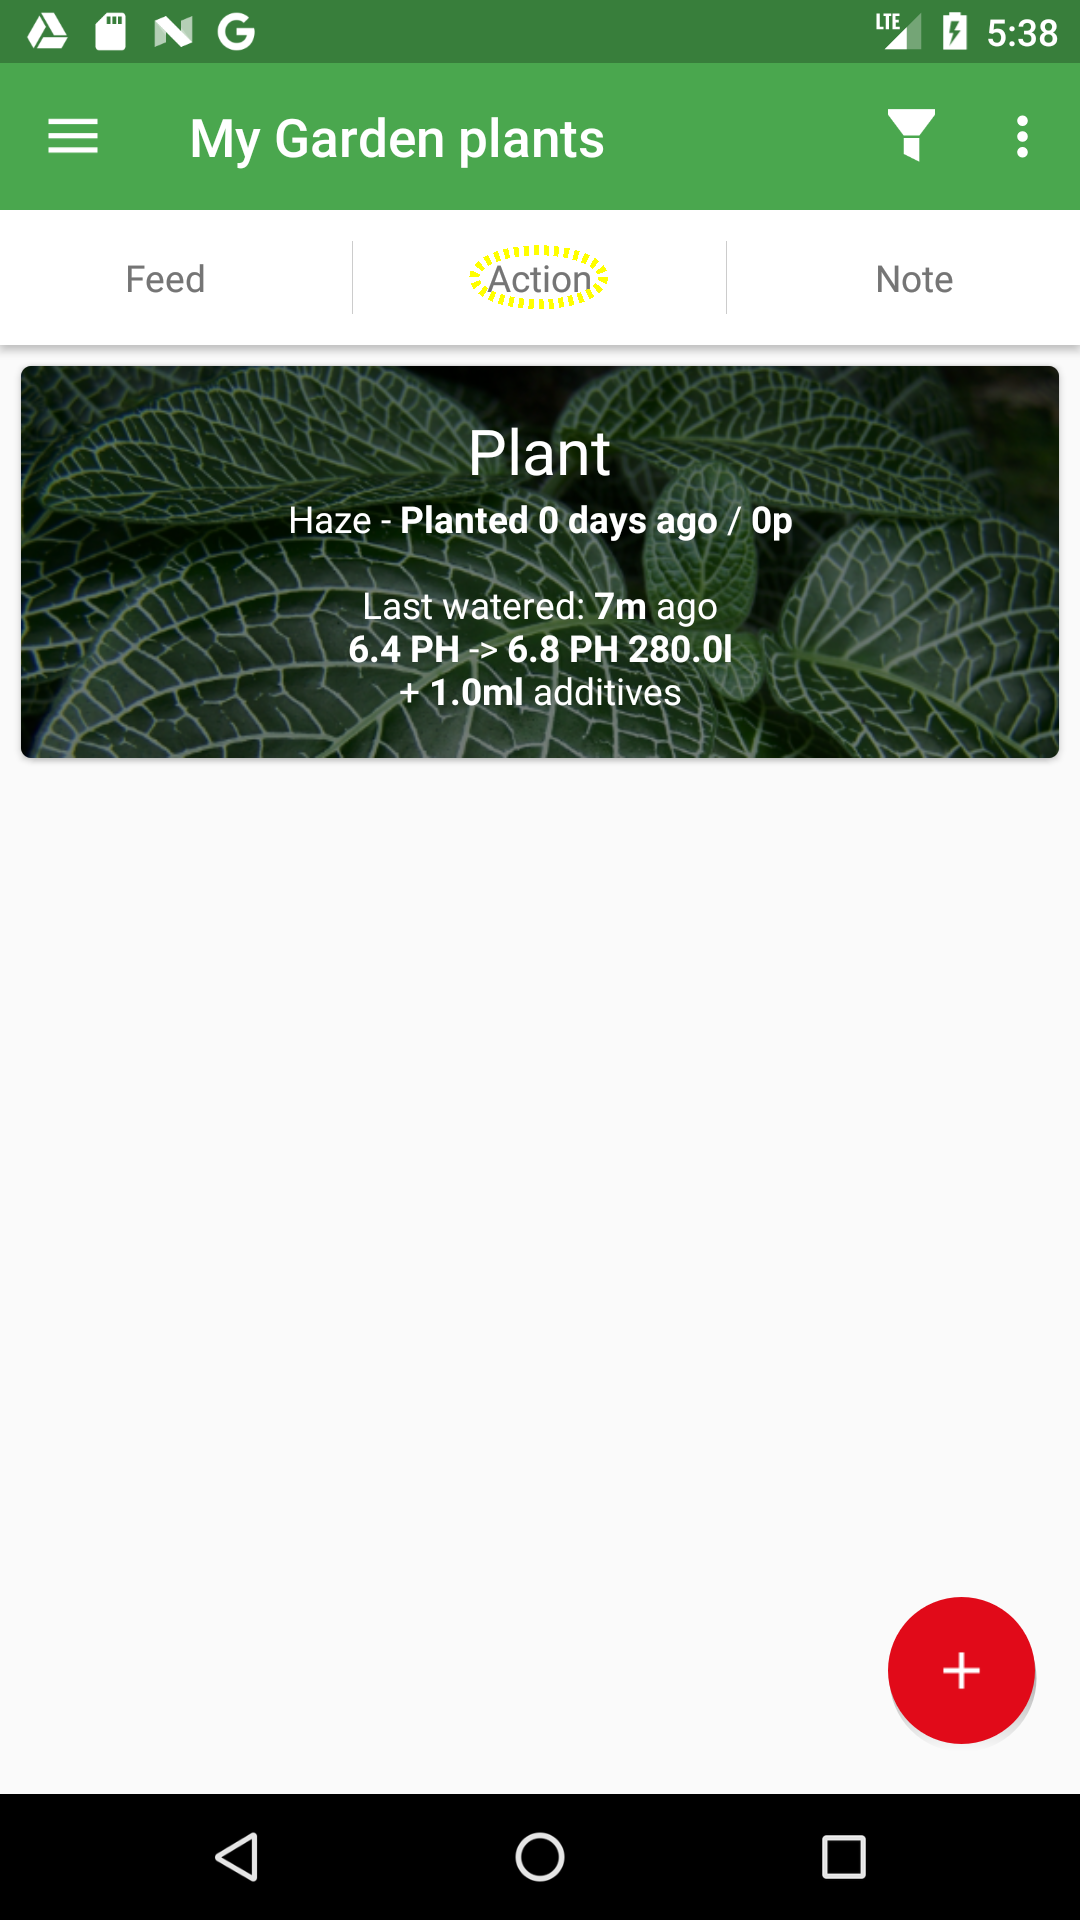 LTE 5:38
My Garden plants
Feed Action Note
Plant
Haze - Planted 0 days ago / 0p
Last watered: 7m ago
6.4 PH -> 6.8 PH 280.0l
+ 1.0ml additives